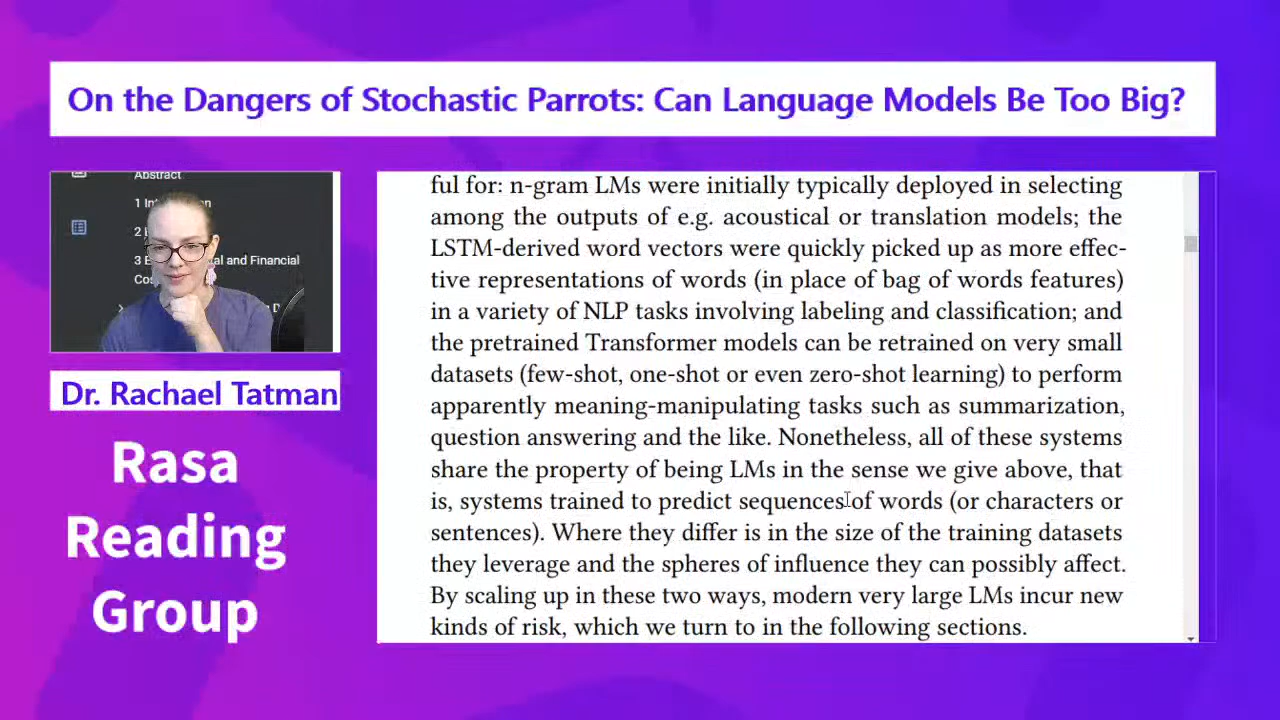 On the Dangers of Stochastic Parrots: Can Language Models Be Too Big?
Abstract
1 In
2
3 E al and Financial
Co
Dr. Rachael Tatman
Rasa
Reading
Group
ful for: n-gram LMs were initially typically deployed in selecting
among the outputs of e.g. acoustical or translation models; the
LSTM-derived word vectors were quickly picked up as more effec-
tive representations of words (in place of bag of words features)
in a variety of NLP tasks involving labeling and classification; and
the pretrained Transformer models can be retrained on very small
datasets (few-shot, one-shot or even zero-shot learning) to perform
apparently meaning-manipulating tasks such as summarization,
question answering and the like. Nonetheless, all of these systems
share the property of being LMs in the sense we give above, that
is, systems trained to predict sequences of words (or characters or
sentences). Where they differ is in the size of the training datasets
they leverage and the spheres of influence they can possibly affect.
By scaling up in these two ways, modern very large LMs incur new
kinds of risk, which we turn to in the following sections.